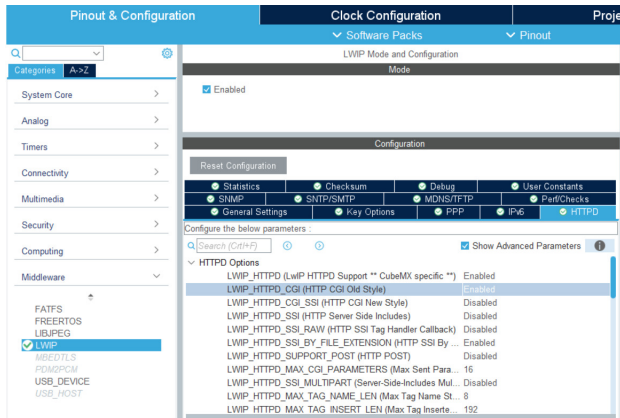 Pinout & Configuration
Clock Configuration
Proje
Software Packs
Pinout
Categories
A->Z
System Core
Analog
Timers
Connectivity
Multimedia
Security
Computing
Middleware
FATFS
FREERTOS
LIBJPEG
LWIP
MBEDTLS
PDM2PCM
USB_DEVICE
USB_HOST
LWIP Mode and Configuration
Mode
Enabled
Configuration
Reset Configuration
Statistics Checksum Debug User Constants
SNMP SNTP/SMTP MDNS/TFTP Perf/Checks
General Settings Key Options PPP IPv6 HTTPD
Configure the below parameters :
Search (Crtl+F)
Show Advanced Parameters
HTTPD Options
LWIP_HTTPD (LwIP HTTPD Support ** CubeMX specific **) Enabled
LWIP_HTTPD_CGI (HTTP CGI Old Style) Enabled
LWIP_HTTPD_CGI_SSI (HTTP CGI New Style) Disabled
LWIP_HTTPD_SSI (HTTP Server Side Includes) Disabled
LWIP_HTTPD_SSI_RAW (HTTP SSI Tag Handler Callback) Disabled
LWIP_HTTPD_SSI_BY_FILE_EXTENSION (HTTP SSI By ... Enabled
LWIP_HTTPD_SUPPORT_POST (HTTP POST) Disabled
LWIP_HTTPD_MAX_CGI_PARAMETERS (Max Sent Para... 16
LWIP_HTTPD_SSI_MULTIPART (Server-Side-Includes Mul... Disabled
LWIP_HTTPD_MAX_TAG_NAME_LEN (Max Tag Name St... 8
LWIP_HTTPD_MAX_TAG_INSERT_LEN (Max Tag Inserte... 192